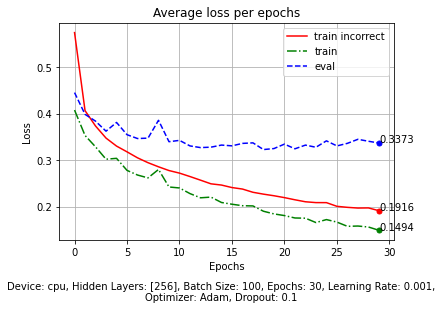 Average loss per epochs
train incorrect
train
eval
Loss
0.5
0.4
0.3
0.2
0.3373
0.1916
0.1494
0 5 10 15 20 25 30
Epochs
Device: cpu, Hidden Layers: [256], Batch Size: 100, Epochs: 30, Learning Rate: 0.001,
Optimizer: Adam, Dropout: 0.1